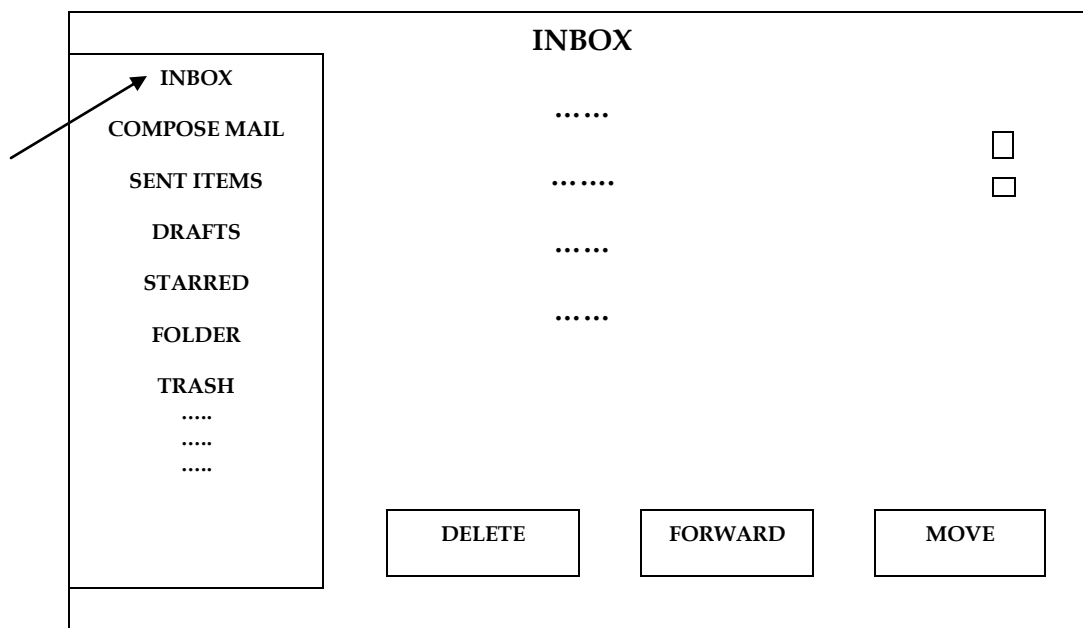 INBOX
INBOX
COMPOSE MAIL
SENT ITEMS
DRAFTS
STARRED
FOLDER
TRASH
…..
…..
…..
……
…….
……
……
DELETE
FORWARD
MOVE